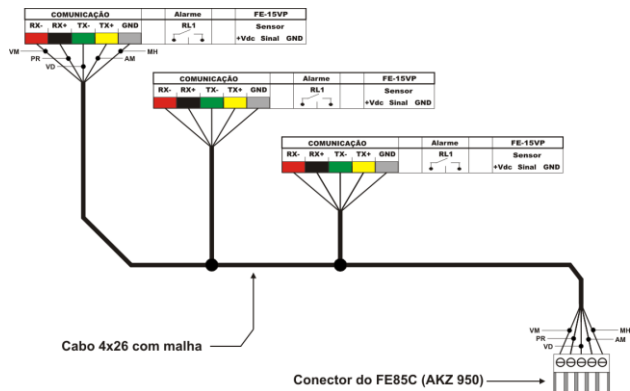 COMUNICAÇÃO Alarme FE-15VP
RX- RX+ TX- TX+ GND RL1 Sensor
+Vdc Sinal GND
VM MH
PR AM
VD
COMUNICAÇÃO Alarme FE-15VP
RX- RX+ TX- TX+ GND RL1 Sensor
+Vdc Sinal GND
COMUNICAÇÃO Alarme FE-15VP
RX- RX+ TX- TX+ GND RL1 Sensor
+Vdc Sinal GND
Cabo 4x26 com malha
VM MH
PR AM
VD
Conector do FE85C (AKZ 950)